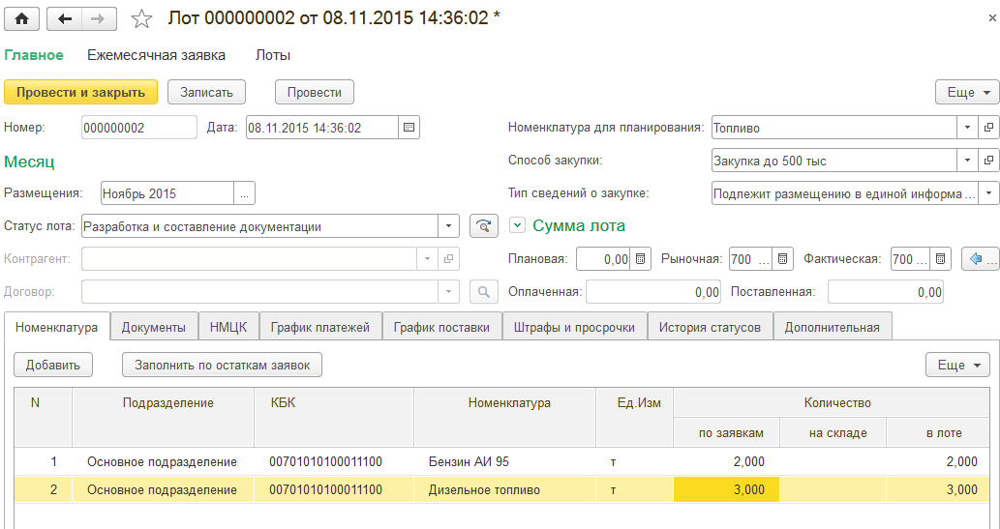 Лот 000000002 от 08.11.2015 14:36:02 *
Главное Ежемесячная заявка Лоты
Провести и закрыть Записать Провести Еще
Номер: 000000002 Дата: 08.11.2015 14:36:02 Номенклатура для планирования: Топливо
Месяц Способ закупки: Закупка до 500 тыс
Размещения: Ноябрь 2015 ... Тип сведений о закупке: Подлежит размещению в единой информа ...
Статус лота: Разработка и составление документации Сумма лота
Контрагент: Плановая: 0,00 Рыночная: 700 ... Фактическая: 700 ... ...
Договор: Оплаченная: 0,00 Поставленная: 0,00
Номенклатура Документы НМЦК График платежей График поставки Штрафы и просрочки История статусов Дополнительная
Добавить Заполнить по остаткам заявок Еще
N Подразделение КБК Номенклатура Ед.Изм Количество
по заявкам на складе в лоте
1 Основное подразделение 00701010100011100 Бензин АИ 95 т 2,000 2,000
2 Основное подразделение 00701010100011100 Дизельное топливо т 3,000 3,000